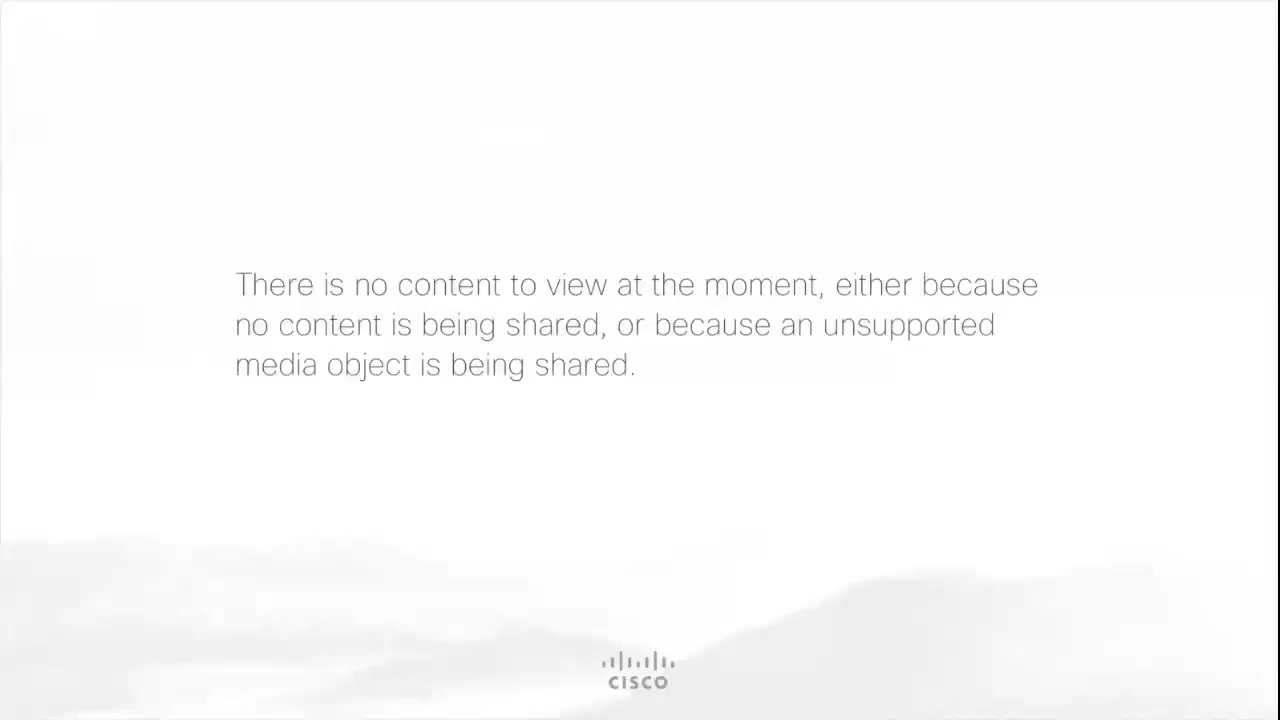 There is no content to view at the moment, either because
no content is being shared, or because an unsupported
media object is being shared.
CISCO